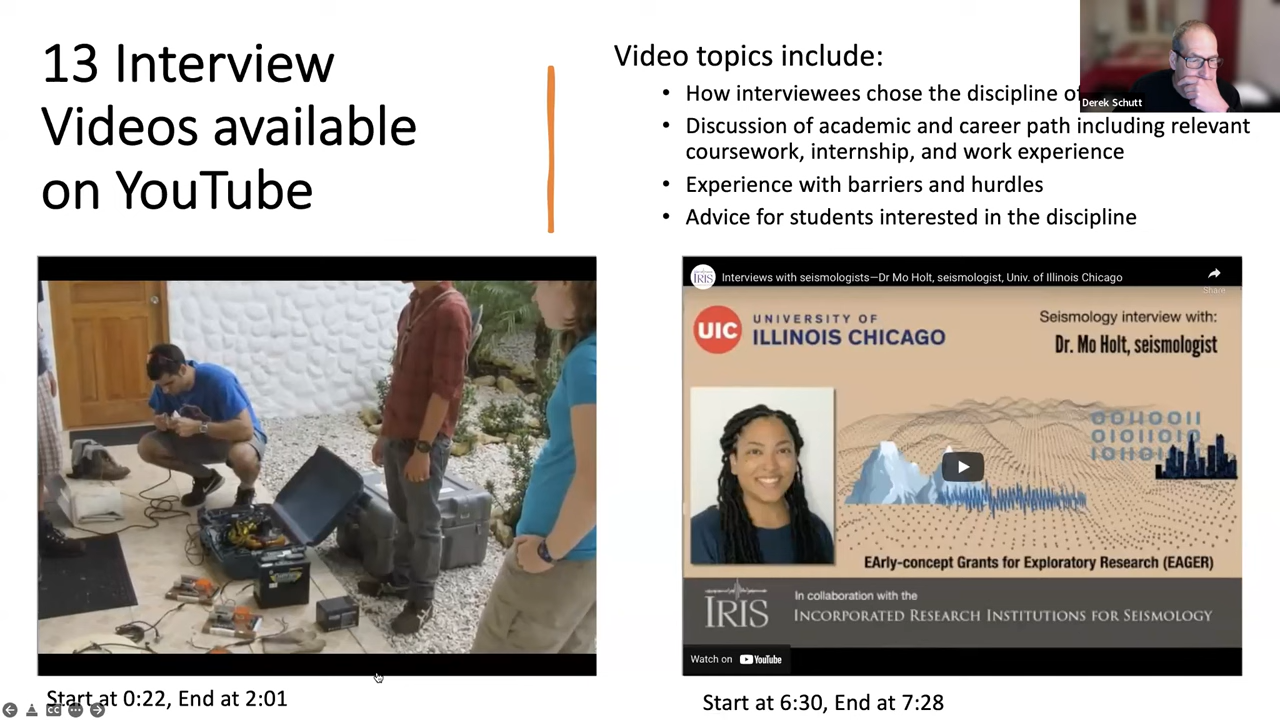 13 Interview
Videos available
on YouTube
Video topics include:
• How interviewees chose the discipline of
• Discussion of academic and career path including relevant
coursework, internship, and work experience
• Experience with barriers and hurdles
• Advice for students interested in the discipline
Derek Schutt
IRIS
Interviews with seismologists—Dr Mo Holt, seismologist, Univ. of Illinois Chicago
Share
UIC
UNIVERSITY OF
ILLINOIS CHICAGO
Seismology interview with:
Dr. Mo Holt, seismologist
00110011
01011010
EArly-concept Grants for Exploratory Research (EAGER)
IRIS
In collaboration with the
INCORPORATED RESEARCH INSTITUTIONS FOR SEISMOLOGY
Watch on YouTube
Start at 0:22, End at 2:01
Start at 6:30, End at 7:28
CC